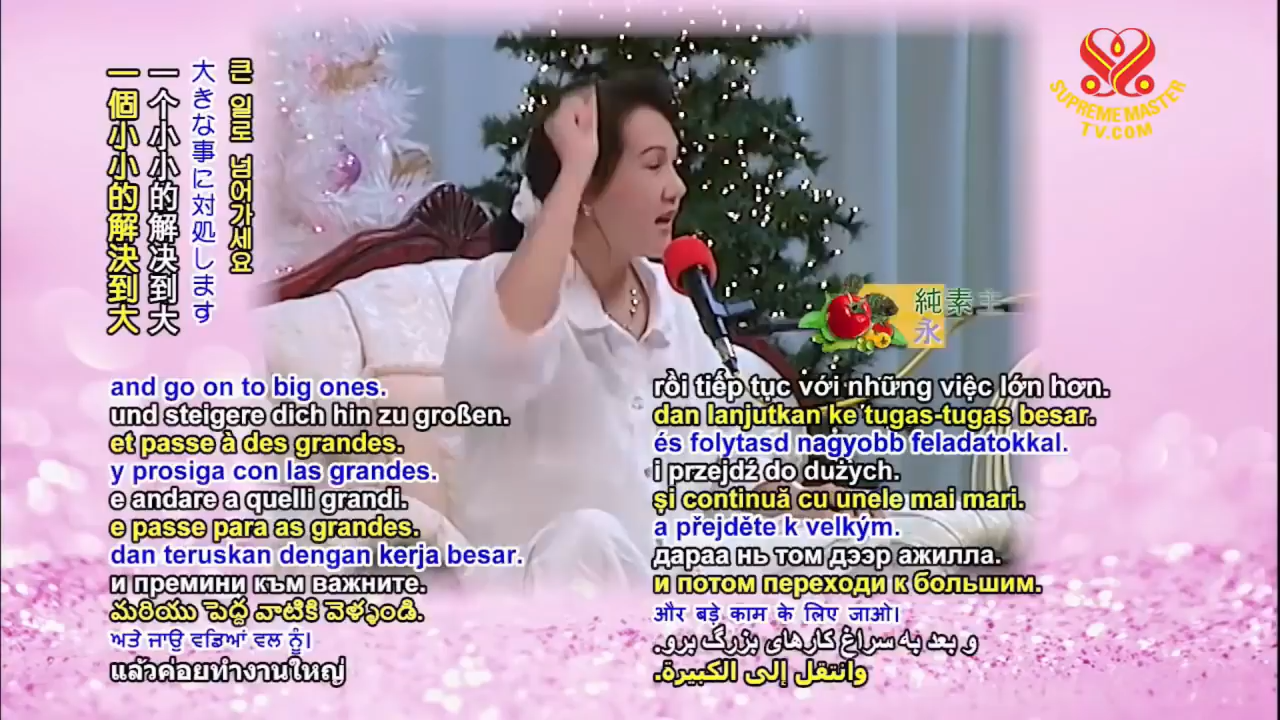 SUPREME MASTER
TV.COM
큰 일로 넘어가세요
大きな事に対処します
一个小小的解决到大
一個小小的解決到大
純素主
永
and go on to big ones.
und steigere dich hin zu großen.
et passe à des grandes.
y prosiga con las grandes.
e andare a quelli grandi.
e passe para as grandes.
dan teruskan dengan kerja besar.
и премини към важните.
మరియు పెద్ద వాటికి వెళ్ళండి.
ਅਤੇ ਜਾਉ ਵਡਿਆਂ ਵਲ ਨੂੰ।
แล้วค่อยทำงานใหญ่
rồi tiếp tục với những việc lớn hơn.
dan lanjutkan ke tugas-tugas besar.
és folytasd nagyobb feladatokkal.
i przejdź do dużych.
și continuă cu unele mai mari.
a přejděte k velkým.
дараа нь том дээр ажилла.
и потом переходи к большим.
और बड़े काम के लिए जाओ।
و بعد به سراغ کارهای بزرگ برو.
وانتقل إلى الكبيرة.